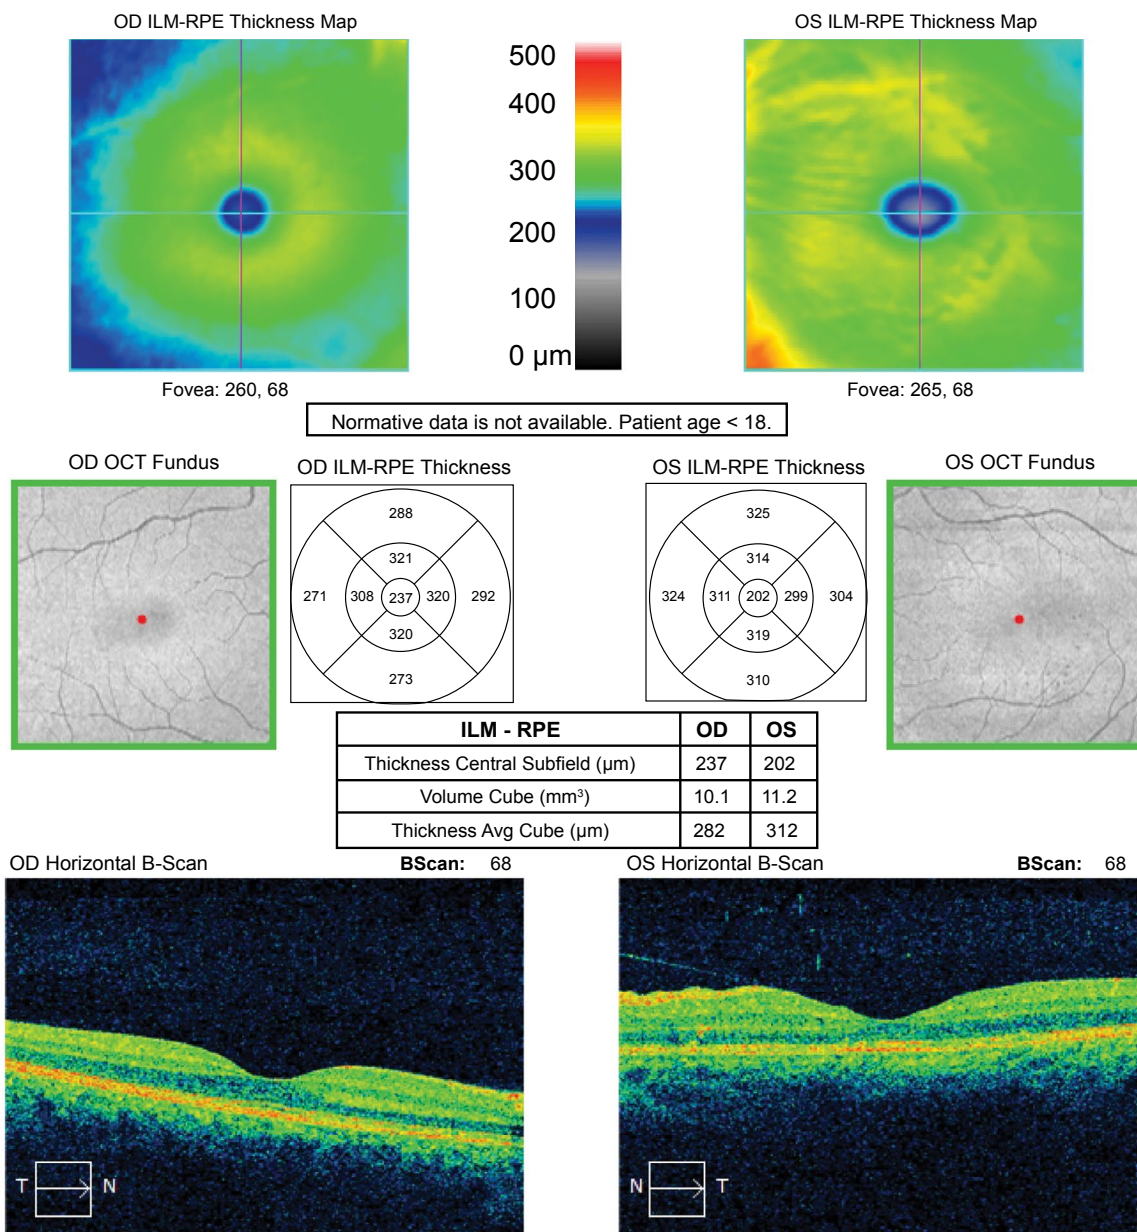 OD ILM-RPE Thickness Map
OS ILM-RPE Thickness Map
500
400
300
200
100
0 µm
Fovea: 260, 68
Fovea: 265, 68
Normative data is not available. Patient age < 18.
OD OCT Fundus
OD ILM-RPE Thickness
OS ILM-RPE Thickness
OS OCT Fundus
288
321
271 308 237 320 292
320
273
325
314
324 311 202 299 304
319
310
ILM - RPE OD OS
Thickness Central Subfield (µm) 237 202
Volume Cube (mm³) 10.1 11.2
Thickness Avg Cube (µm) 282 312
OD Horizontal B-Scan BScan: 68
OS Horizontal B-Scan BScan: 68
T N
N T